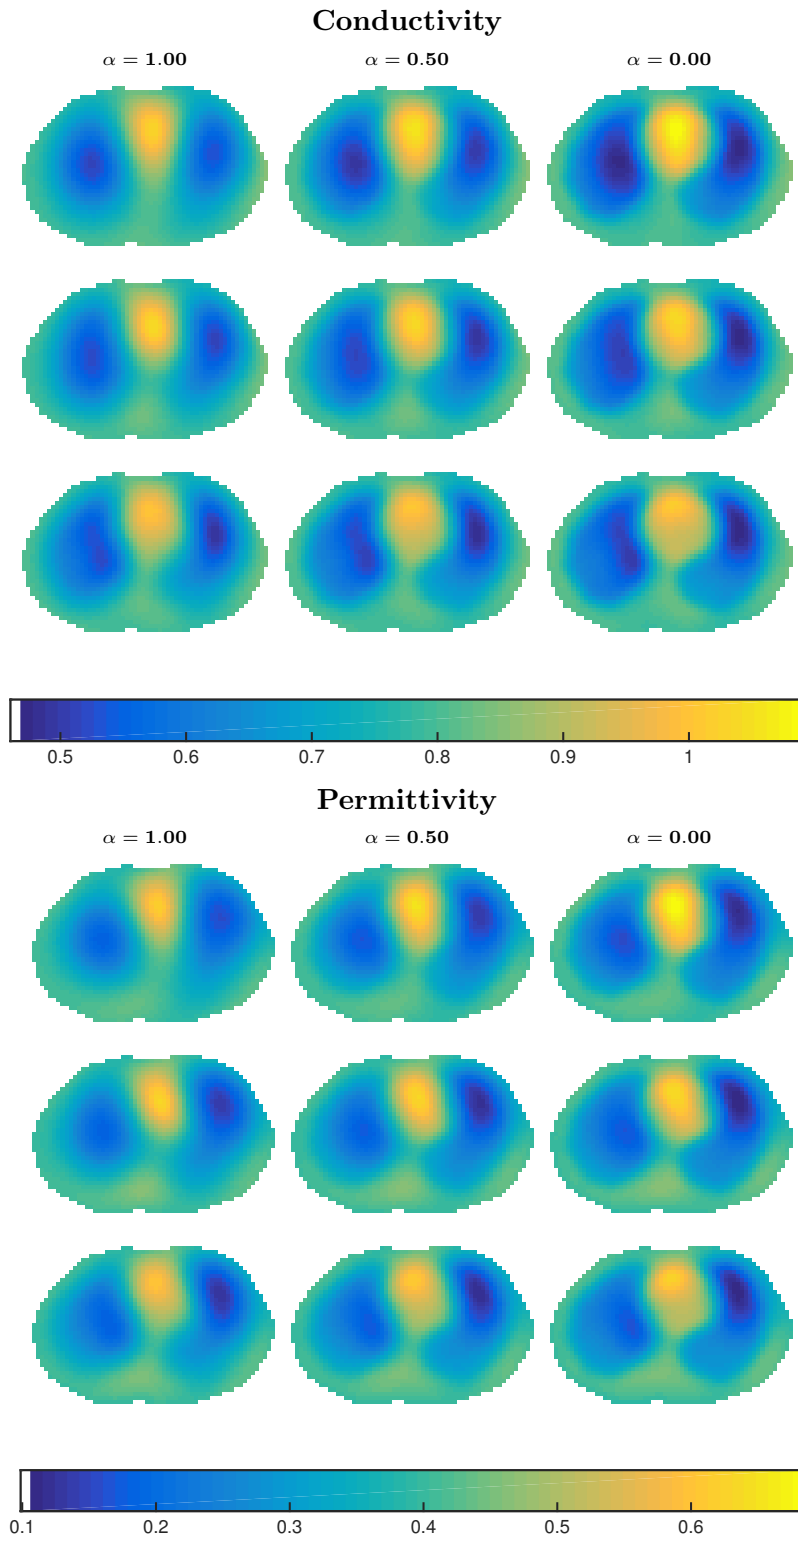 Conductivity
α = 1.00 α = 0.50 α = 0.00
0.5 0.6 0.7 0.8 0.9 1
Permittivity
α = 1.00 α = 0.50 α = 0.00
0.1 0.2 0.3 0.4 0.5 0.6